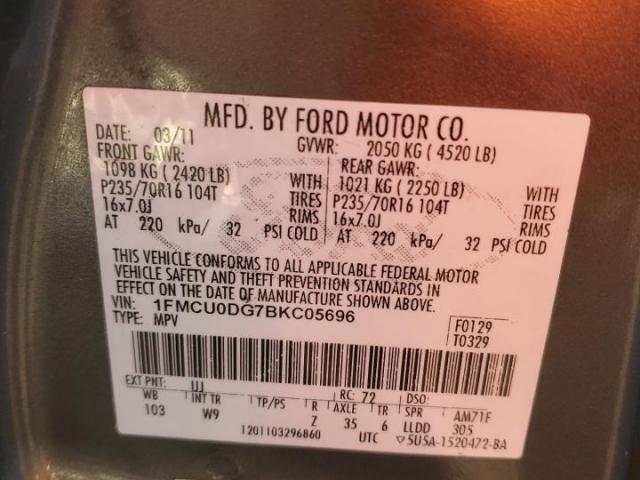 MFD. BY FORD MOTOR CO.
DATE: 03/11 GVWR: 2050 KG ( 4520 LB)
FRONT GAWR: REAR GAWR:
1098 KG ( 2420 LB) WITH 1021 KG ( 2250 LB) WITH
P235/70R16 104T TIRES P235/70R16 104T TIRES
16x7.0J RIMS 16x7.0J RIMS
AT 220 kPa/ 32 PSI COLD AT 220 kPa/ 32 PSI COLD
THIS VEHICLE CONFORMS TO ALL APPLICABLE FEDERAL MOTOR
VEHICLE SAFETY AND THEFT PREVENTION STANDARDS IN
EFFECT ON THE DATE OF MANUFACTURE SHOWN ABOVE.
VIN: 1FMCU0DG7BKC05696 F0129
TYPE: MPV T0329
EXT PNT: UJ RC: 72 DSO:
WB INT TR TP/PS R AXLE TR SPR AM71F
103 W9 Z 35 6 LLDD 305
1201103296860 UTC ▽5U5A-1520472-BA